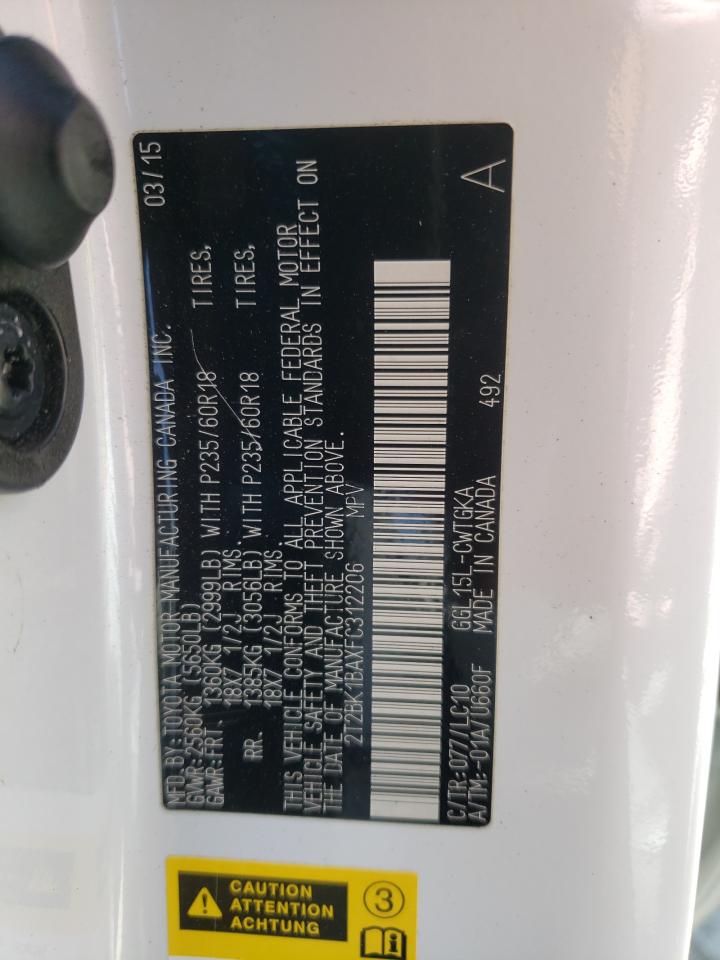 MFD. BY:TOYOTA MOTOR MANUFACTURING CANADA INC. 03/15
GVWR:2560KG (5650LB)
GAWR:FRT 1360KG (2999LB) WITH P235/60R18 TIRES,
18X7 1/2J RIMS
RR. 1385KG (3056LB) WITH P235/60R18 TIRES,
18X7 1/2J RIMS
THIS VEHICLE CONFORMS TO ALL APPLICABLE FEDERAL MOTOR
VEHICLE SAFETY AND THEFT PREVENTION STANDARDS IN EFFECT ON
THE DATE OF MANUFACTURE SHOWN ABOVE.
2T2BK1BAXFC312206 MPV
C/TR:077/LC10 GGL15L-CWTGKA
A/TM:-01A/U660F MADE IN CANADA 492 A
CAUTION
ATTENTION
ACHTUNG
3
i